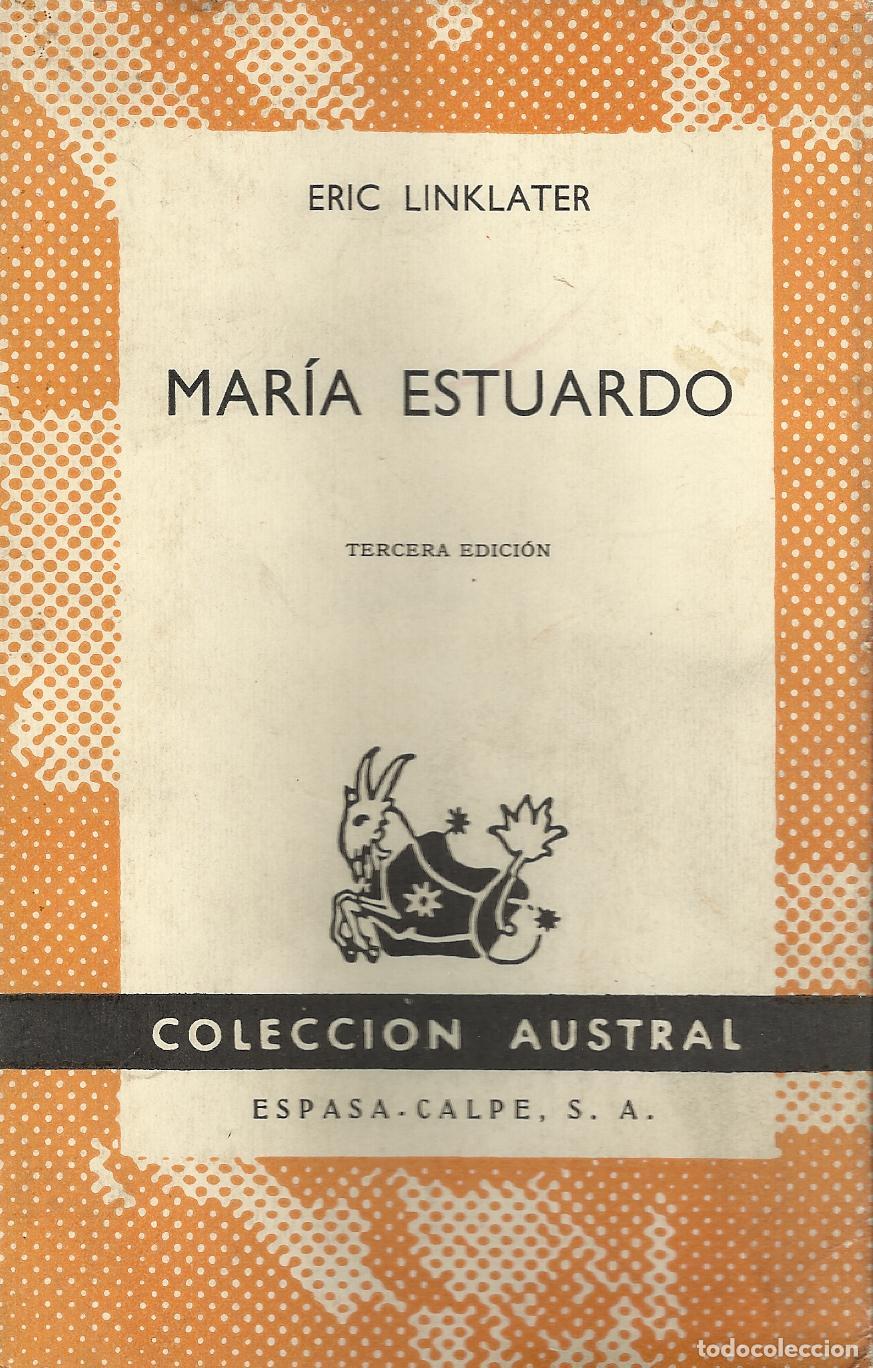 ERIC LINKLATER
MARÍA ESTUARDO
TERCERA EDICIÓN
COLECCION AUSTRAL
ESPASA-CALPE, S. A.
todocoleccion